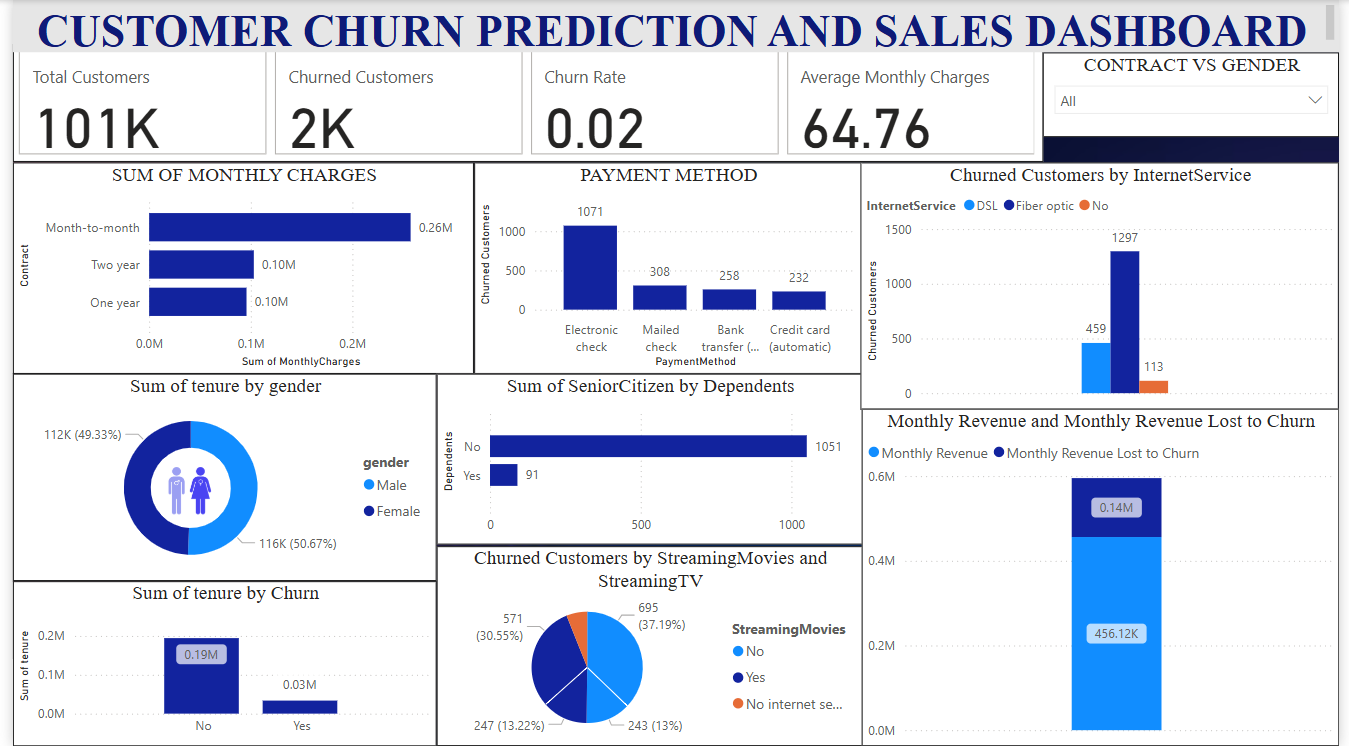 CUSTOMER CHURN PREDICTION AND SALES DASHBOARD
Total Customers
101K
Churned Customers
2K
Churn Rate
0.02
Average Monthly Charges
64.76
CONTRACT VS GENDER
All
SUM OF MONTHLY CHARGES
Contract
Month-to-month
0.26M
Two year
0.10M
One year
0.10M
0.0M
0.1M
0.2M
Sum of MonthlyCharges
PAYMENT METHOD
Churned Customers
1000
500
0
1071
308
258
232
Electronic
check
Mailed
check
Bank
transfer (...
Credit card
(automatic)
PaymentMethod
Churned Customers by InternetService
InternetService DSL Fiber optic No
Churned Customers
1500
1000
500
0
459
1297
113
Sum of tenure by gender
112K (49.33%)
116K (50.67%)
gender
Male
Female
Sum of SeniorCitizen by Dependents
Dependents
No
1051
Yes
91
0
500
1000
Monthly Revenue and Monthly Revenue Lost to Churn
Monthly Revenue Monthly Revenue Lost to Churn
0.6M
0.4M
0.2M
0.0M
0.14M
456.12K
Sum of tenure by Churn
Sum of tenure
0.2M
0.1M
0.0M
0.19M
0.03M
No
Yes
Churned Customers by StreamingMovies and
StreamingTV
571
(30.55%)
695
(37.19%)
247 (13.22%)
243 (13%)
StreamingMovies
No
Yes
No internet se...